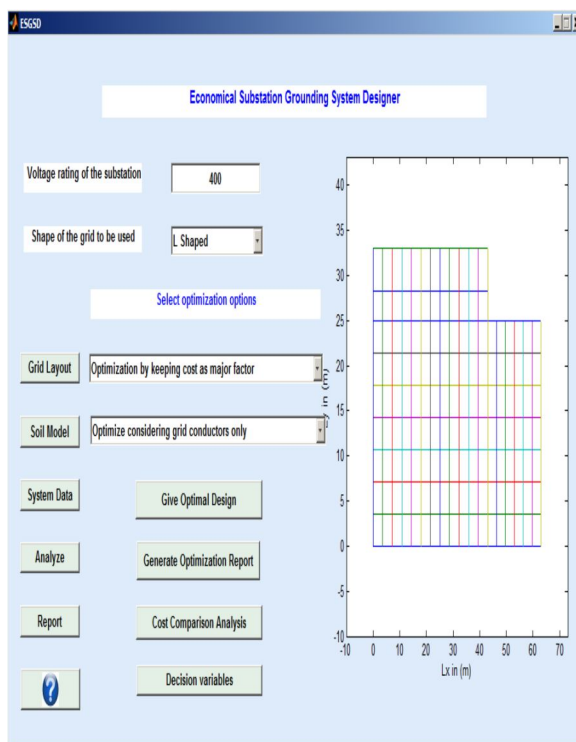 ESGSD
Economical Substation Grounding System Designer
Voltage rating of the substation
400
Shape of the grid to be used
L Shaped
Select optimization options
Grid Layout
Optimization by keeping cost as major factor
Soil Model
Optimize considering grid conductors only
System Data
Give Optimal Design
Analyze
Generate Optimization Report
Report
Cost Comparison Analysis
?
Decision variables
40
35
30
25
20
15
10
5
0
-5
-10
in (m)
-10 0 10 20 30 40 50 60 70
Lx in (m)